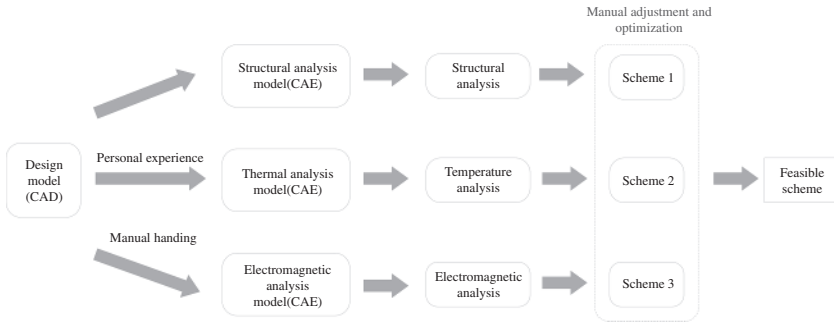 Manual adjustment and
optimization
Structural analysis
model(CAE)
Structural
analysis
Scheme 1
Design
model
(CAD)
Personal experience
Thermal analysis
model(CAE)
Temperature
analysis
Scheme 2
Feasible
scheme
Manual handing
Electromagnetic
analysis
model(CAE)
Electromagnetic
analysis
Scheme 3